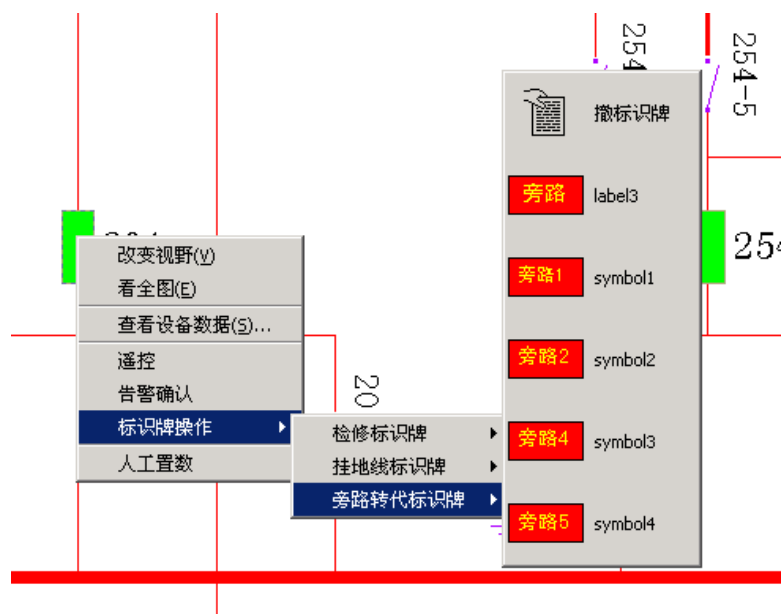 254
254-5
撤标识牌
旁路 label3
旁路1 symbol1
旁路2 symbol2
旁路4 symbol3
旁路5 symbol4
254
改变视野(V)
看全图(E)
查看设备数据(S)...
遥控
告警确认
标识牌操作
人工置数
20
检修标识牌
挂地线标识牌
旁路转代标识牌